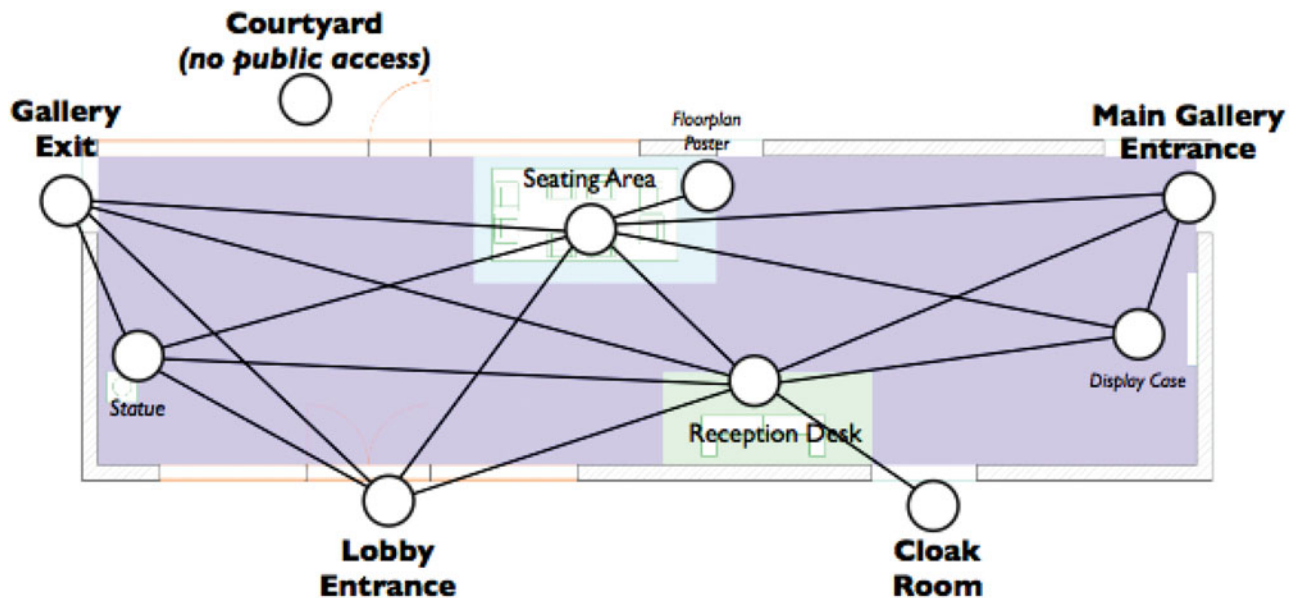 Courtyard
(no public access)
Gallery
Exit
Floorplan
Poster
Main Gallery
Entrance
Seating Area
Statue
Display Case
Reception Desk
Lobby
Entrance
Cloak
Room